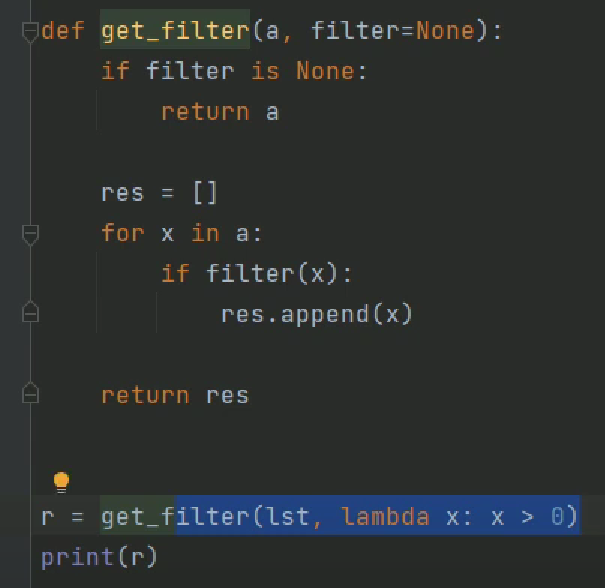 def get_filter(a, filter=None):
    if filter is None:
        return a
    res = []
    for x in a:
        if filter(x):
            res.append(x)
    return res
r = get_filter(lst, lambda x: x > 0)
print(r)